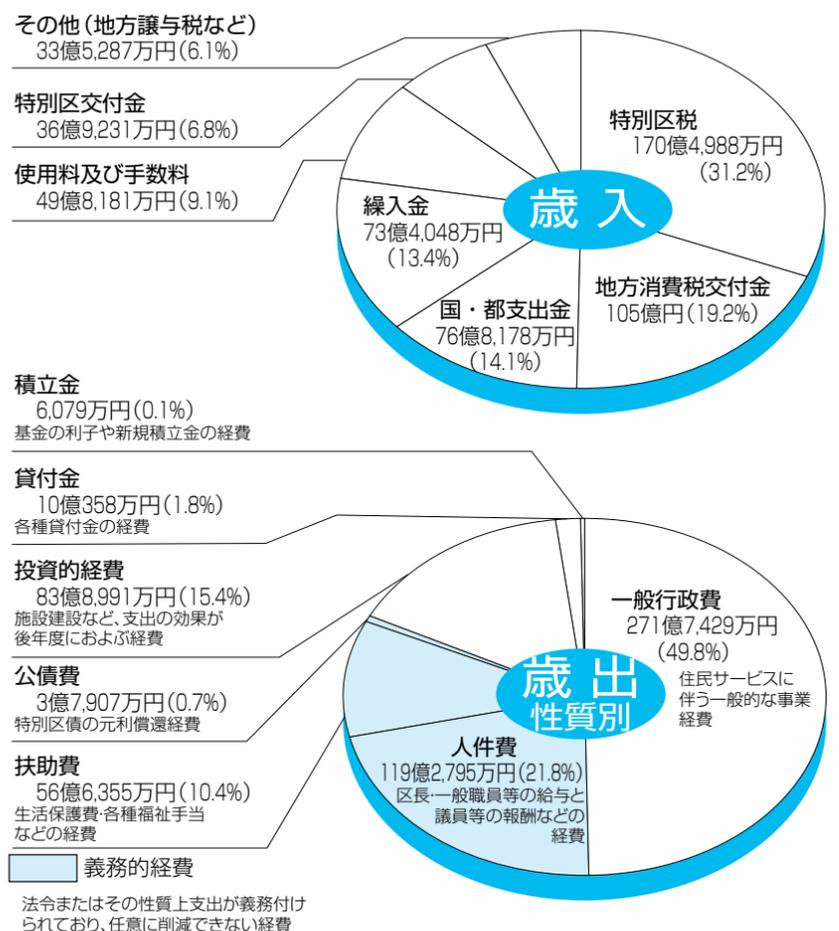 その他(地方譲与税など)
33億5,287万円(6.1%)
特別区交付金
36億9,231万円(6.8%)
使用料及び手数料
49億8,181万円(9.1%)
繰入金
73億4,048万円
(13.4%)
国・都支出金
76億8,178万円
(14.1%)
歳入
特別区税
170億4,988万円
(31.2%)
地方消費税交付金
105億円(19.2%)
積立金
6,079万円(0.1%)
基金の利子や新規積立金の経費
貸付金
10億358万円(1.8%)
各種貸付金の経費
投資的経費
83億8,991万円(15.4%)
施設建設など、支出の効果が
後年度におよぶ経費
公債費
3億7,907万円(0.7%)
特別区債の元利償還経費
扶助費
56億6,355万円(10.4%)
生活保護費・各種福祉手当
などの経費
歳出
性質別
一般行政費
271億7,429万円
(49.8%)
住民サービスに
伴う一般的な事業
経費
人件費
119億2,795万円(21.8%)
区長・一般職員等の給与と
議員等の報酬などの
経費
義務的経費
法令またはその性質上支出が義務付け
られており、任意に削減できない経費